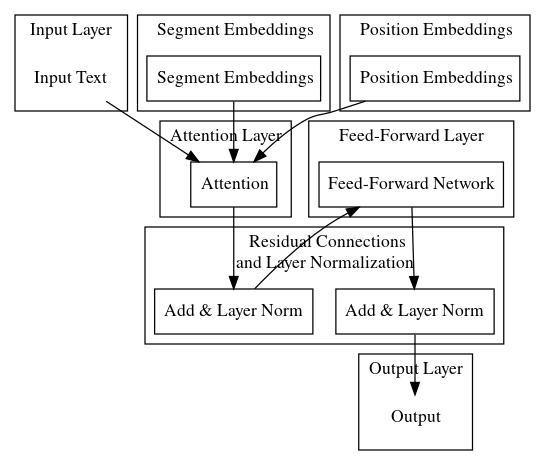 Input Layer
Segment Embeddings
Position Embeddings
Input Text
Segment Embeddings
Position Embeddings
Attention Layer
Feed-Forward Layer
Attention
Feed-Forward Network
Residual Connections
and Layer Normalization
Add & Layer Norm
Add & Layer Norm
Output Layer
Output